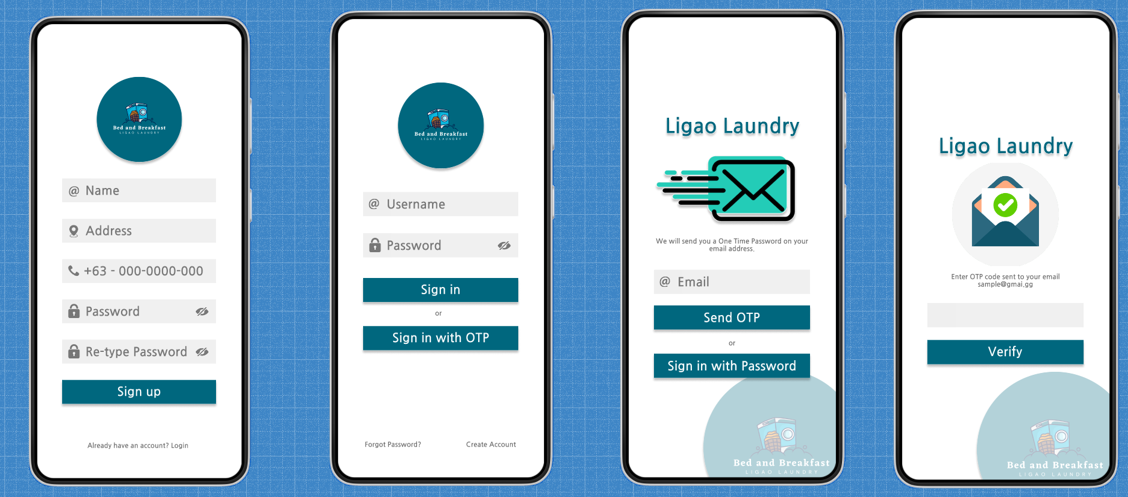 Bed and Breakfast
LIGAO LAUNDRY
@ Name
Address
+63 - 000-0000-000
Password
Re-type Password
Sign up
Already have an account? Login
Bed and Breakfast
LIGAO LAUNDRY
@ Username
Password
Sign in
or
Sign in with OTP
Forgot Password?
Create Account
Ligao Laundry
We will send you a One Time Password on your
email address.
@ Email
Send OTP
or
Sign in with Password
Bed and Breakfast
LIGAO LAUNDRY
Ligao Laundry
Enter OTP code sent to your email
sample@gmai,gg
Verify
Bed and Breakfast
LIGAO LAUNDRY